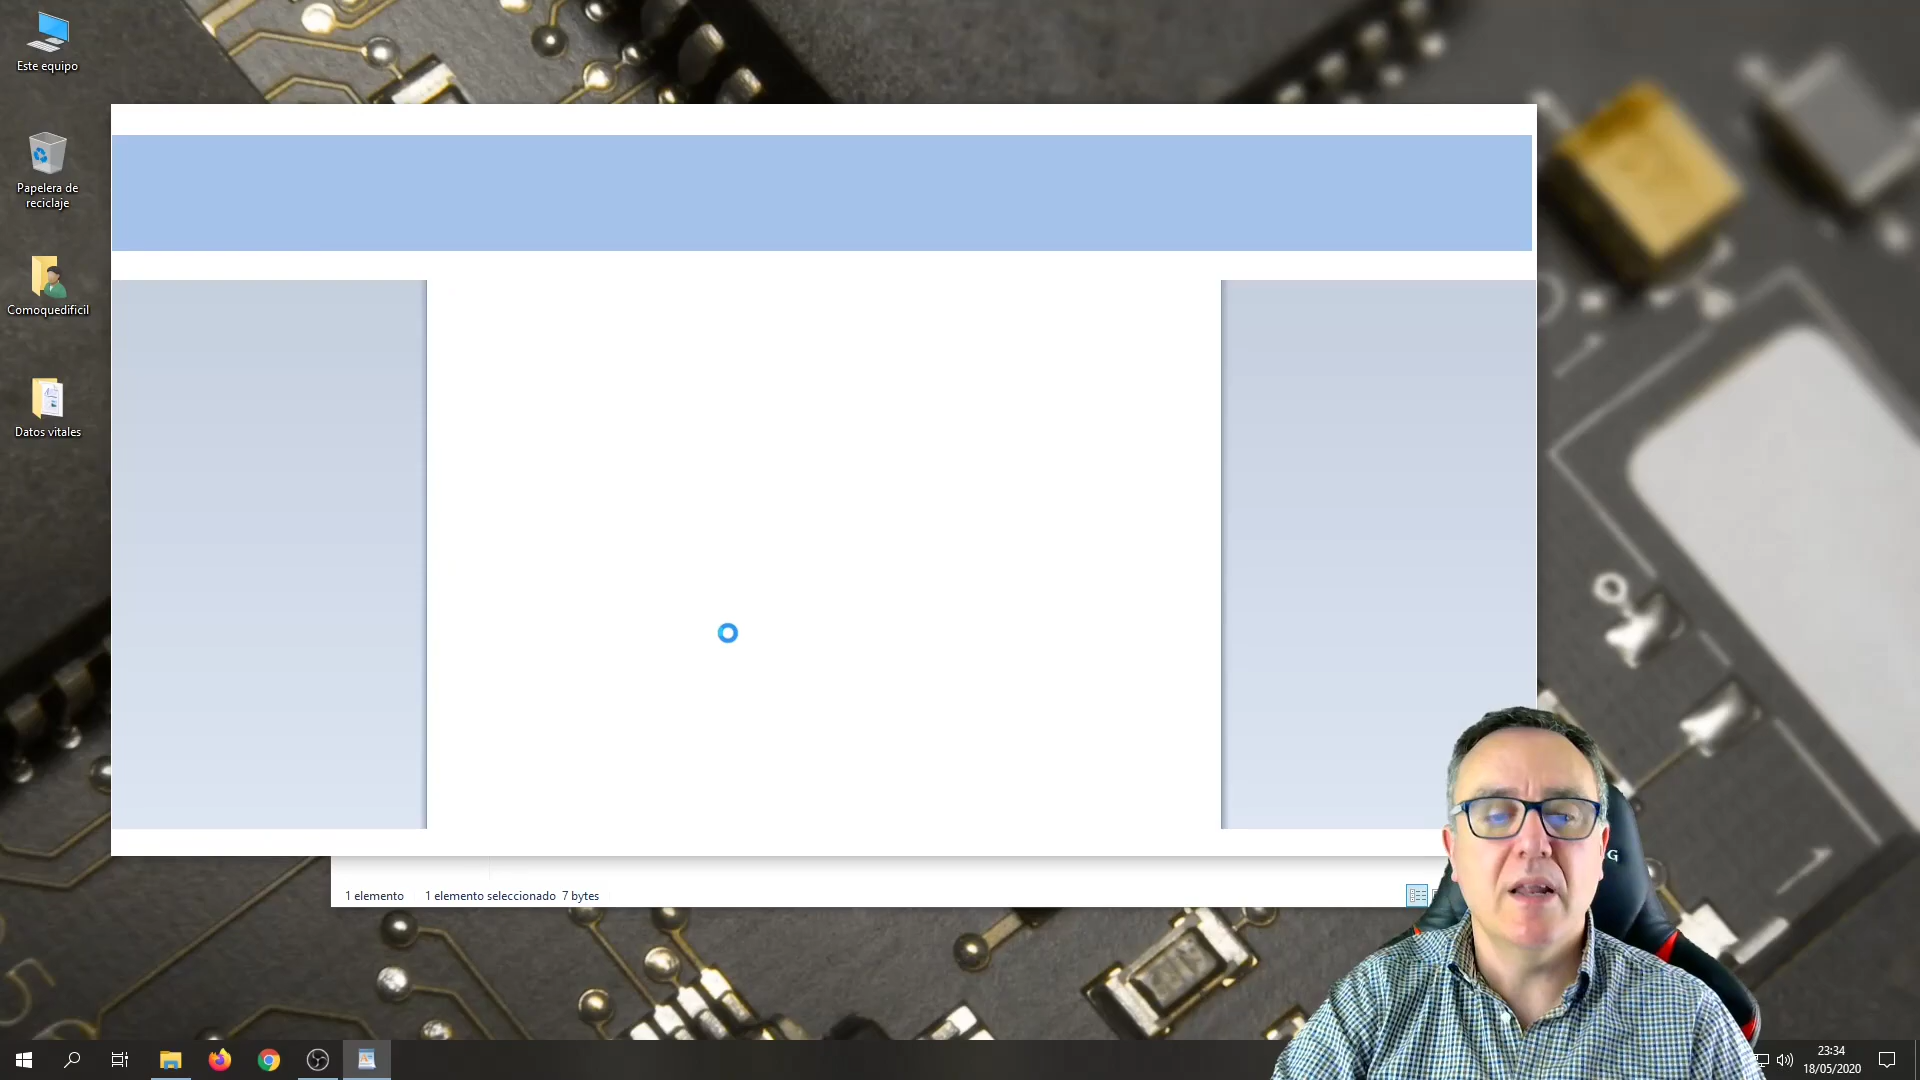 Este equipo
Papelera de
reciclaje
Comoquedificil
Datos vitales
1 elemento 1 elemento seleccionado 7 bytes
G
23:34
18/05/2020